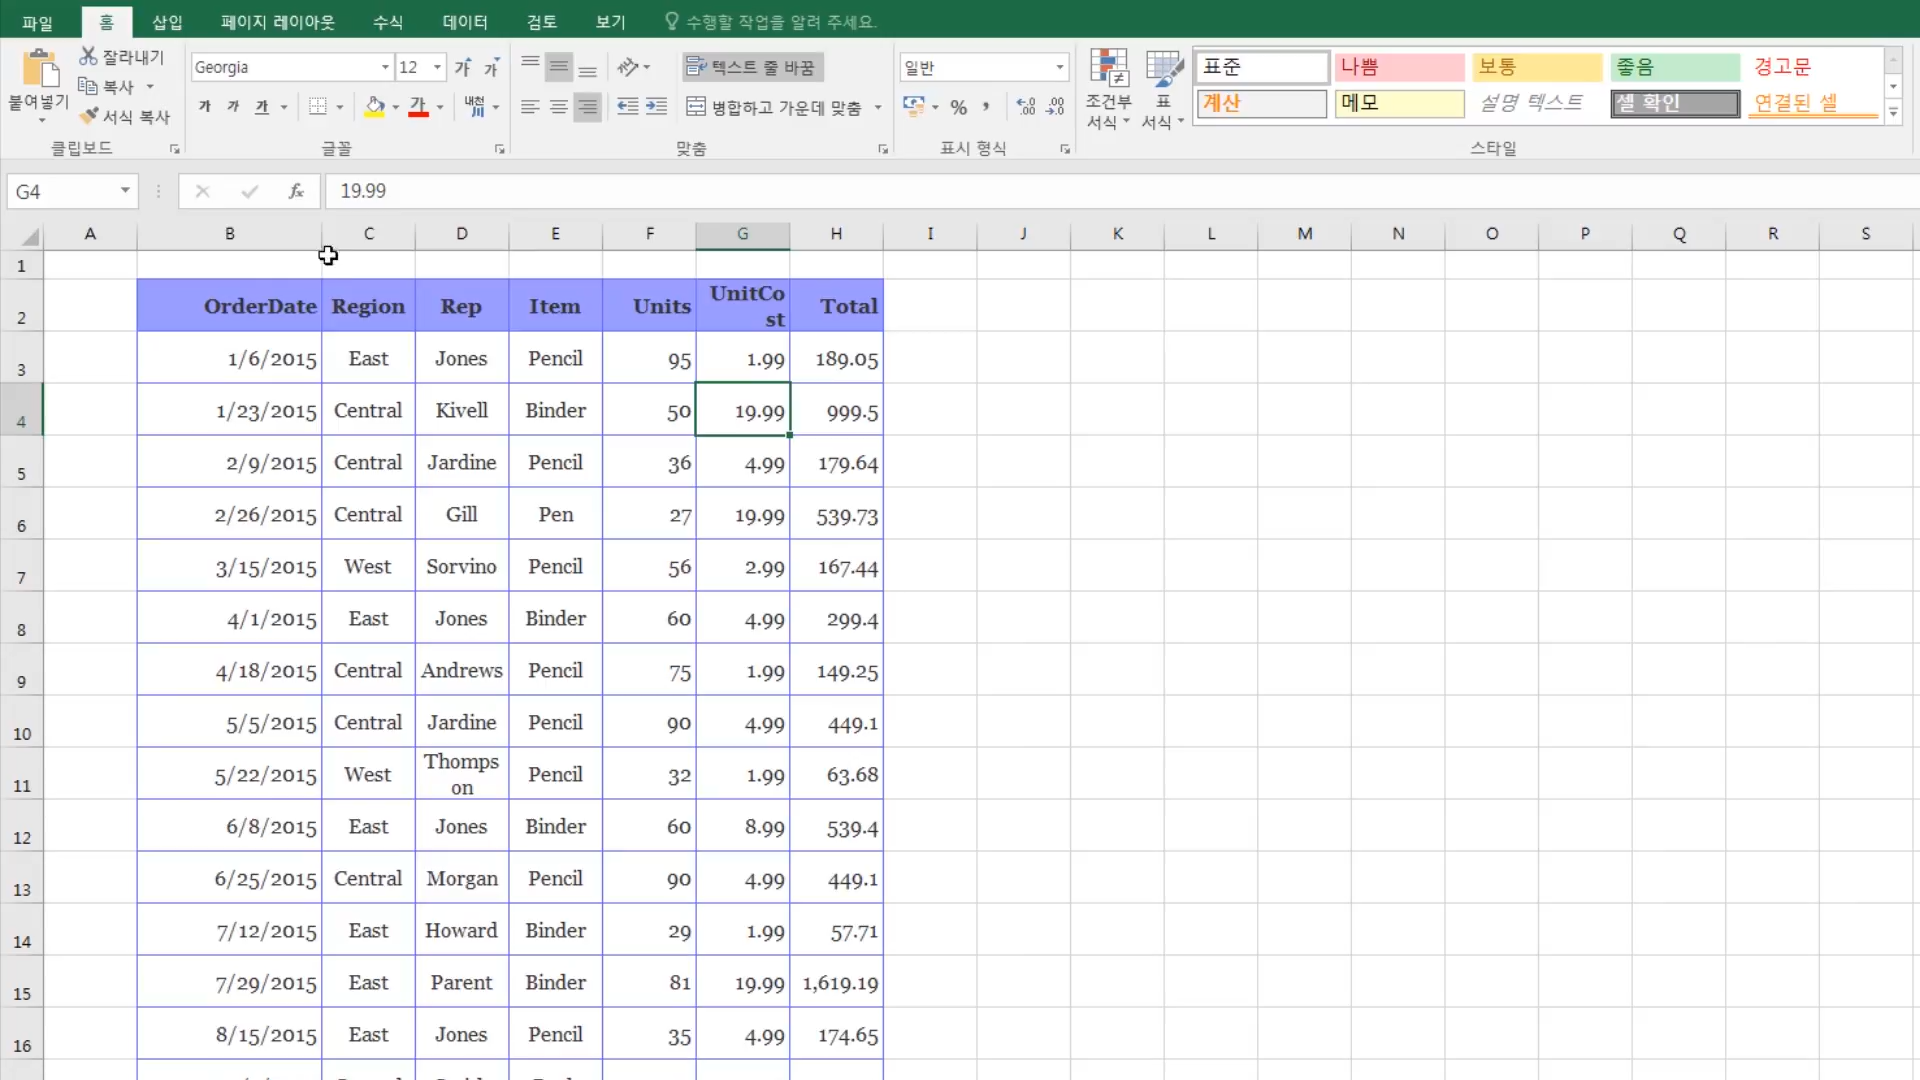 파일 홈 삽입 페이지 레이아웃 수식 데이터 검토 보기 수행할 작업을 알려 주세요.
붙여넣기
잘라내기
복사
서식 복사
클립보드
Georgia 12
가 가
가 가 가 가 내천
글꼴
텍스트 줄 바꿈
병합하고 가운데 맞춤
맞춤
일반
% ,
표시 형식
조건부
서식
표
서식
표준 나쁨 보통 좋음 경고문
계산 메모 설명 텍스트 셀 확인 연결된 셀
스타일
G4 fx 19.99
A B C D E F G H I J K L M N O P Q R S
1
2 OrderDate Region Rep Item Units UnitCo
st Total
3 1/6/2015 East Jones Pencil 95 1.99 189.05
4 1/23/2015 Central Kivell Binder 50 19.99 999.5
5 2/9/2015 Central Jardine Pencil 36 4.99 179.64
6 2/26/2015 Central Gill Pen 27 19.99 539.73
7 3/15/2015 West Sorvino Pencil 56 2.99 167.44
8 4/1/2015 East Jones Binder 60 4.99 299.4
9 4/18/2015 Central Andrews Pencil 75 1.99 149.25
10 5/5/2015 Central Jardine Pencil 90 4.99 449.1
11 5/22/2015 West Thomps
on Pencil 32 1.99 63.68
12 6/8/2015 East Jones Binder 60 8.99 539.4
13 6/25/2015 Central Morgan Pencil 90 4.99 449.1
14 7/12/2015 East Howard Binder 29 1.99 57.71
15 7/29/2015 East Parent Binder 81 19.99 1,619.19
16 8/15/2015 East Jones Pencil 35 4.99 174.65